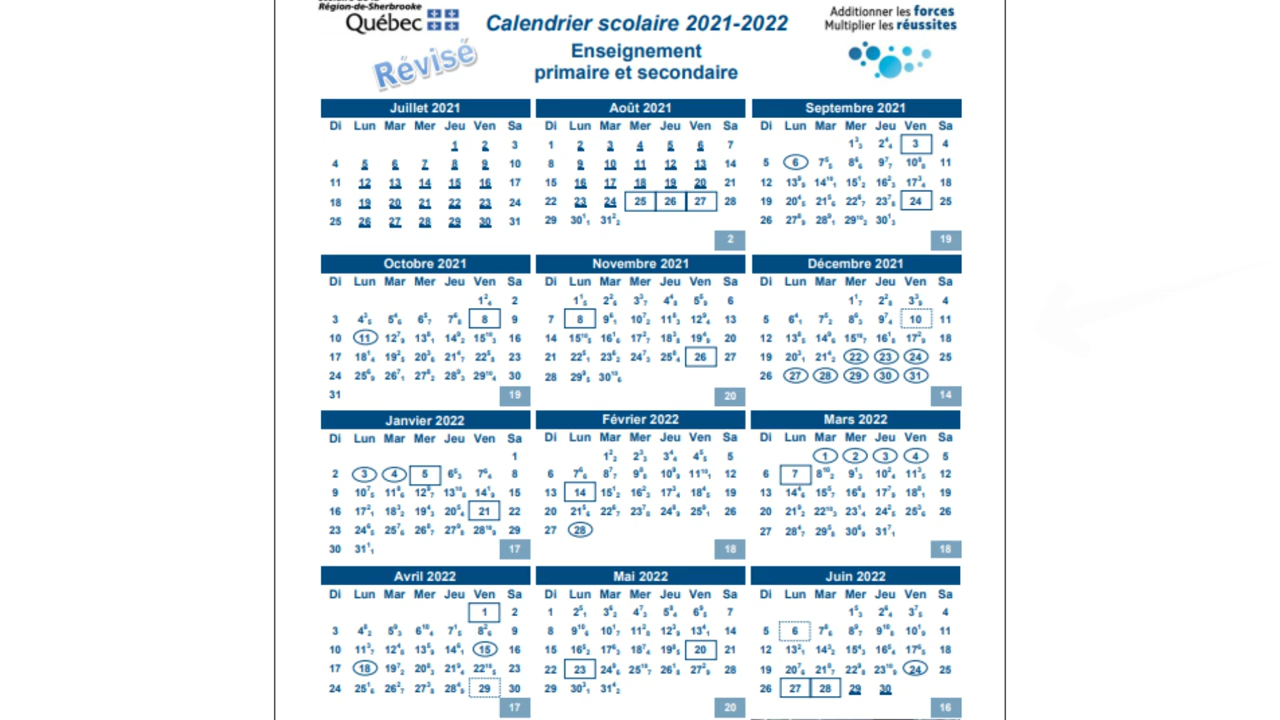 Région-de-Sherbrooke
Québec
Révisé
Calendrier scolaire 2021-2022
Enseignement
primaire et secondaire
Additionner les forces
Multiplier les réussites
Juillet 2021
Di Lun Mar Mer Jeu Ven Sa
1 2 3
4 5 6 7 8 9 10
11 12 13 14 15 16 17
18 19 20 21 22 23 24
25 26 27 28 29 30 31
Août 2021
Di Lun Mar Mer Jeu Ven Sa
1 2 3 4 5 6 7
8 9 10 11 12 13 14
15 16 17 18 19 20 21
22 23 24 25 26 27 28
29 30 31
2
Septembre 2021
Di Lun Mar Mer Jeu Ven Sa
1 2 3 4
5 6 7 8 9 10 11
12 13 14 15 16 17 18
19 20 21 22 23 24 25
26 27 28 29 30
19
Octobre 2021
Di Lun Mar Mer Jeu Ven Sa
1 2
3 4 5 6 7 8 9
10 11 12 13 14 15 16
17 18 19 20 21 22 23
24 25 26 27 28 29 30
31
19
Novembre 2021
Di Lun Mar Mer Jeu Ven Sa
1 2 3 4 5 6
7 8 9 10 11 12 13
14 15 16 17 18 19 20
21 22 23 24 25 26 27
28 29 30
20
Décembre 2021
Di Lun Mar Mer Jeu Ven Sa
1 2 3 4
5 6 7 8 9 10 11
12 13 14 15 16 17 18
19 20 21 22 23 24 25
26 27 28 29 30 31
14
Janvier 2022
Di Lun Mar Mer Jeu Ven Sa
1
2 3 4 5 6 7 8
9 10 11 12 13 14 15
16 17 18 19 20 21 22
23 24 25 26 27 28 29
30 31
17
Février 2022
Di Lun Mar Mer Jeu Ven Sa
1 2 3 4 5
6 7 8 9 10 11 12
13 14 15 16 17 18 19
20 21 22 23 24 25 26
27 28
18
Mars 2022
Di Lun Mar Mer Jeu Ven Sa
1 2 3 4 5
6 7 8 9 10 11 12
13 14 15 16 17 18 19
20 21 22 23 24 25 26
27 28 29 30 31
18
Avril 2022
Di Lun Mar Mer Jeu Ven Sa
1 2
3 4 5 6 7 8 9
10 11 12 13 14 15 16
17 18 19 20 21 22 23
24 25 26 27 28 29 30
17
Mai 2022
Di Lun Mar Mer Jeu Ven Sa
1 2 3 4 5 6 7
8 9 10 11 12 13 14
15 16 17 18 19 20 21
22 23 24 25 26 27 28
29 30 31
20
Juin 2022
Di Lun Mar Mer Jeu Ven Sa
1 2 3 4
5 6 7 8 9 10 11
12 13 14 15 16 17 18
19 20 21 22 23 24 25
26 27 28 29 30
16